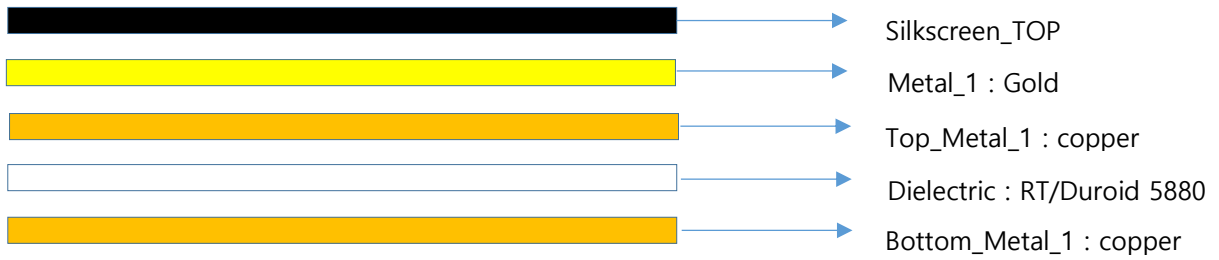 Silkscreen_TOP
Metal_1 : Gold
Top_Metal_1 : copper
Dielectric : RT/Duroid 5880
Bottom_Metal_1 : copper